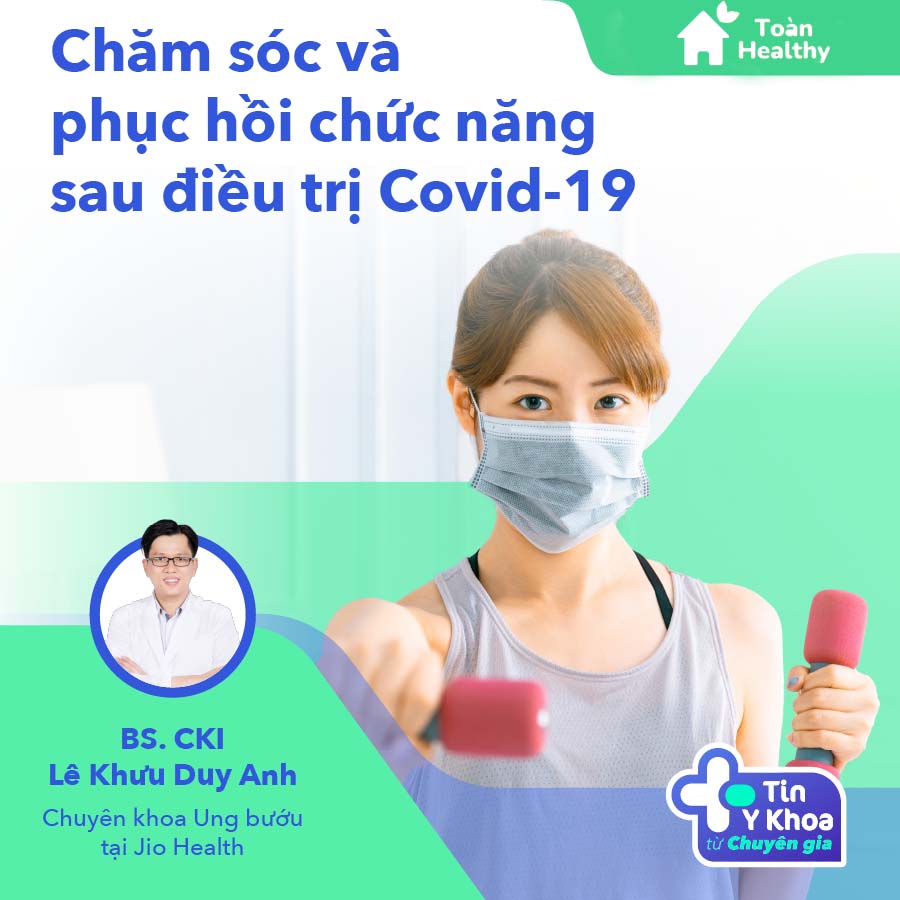 Chăm sóc và
phục hồi chức năng
sau điều trị Covid-19
Toàn
Healthy
BS. CKI
Lê Khưu Duy Anh
Chuyên khoa Ung bướu
tại Jio Health
Tin
Y Khoa
từ Chuyên gia